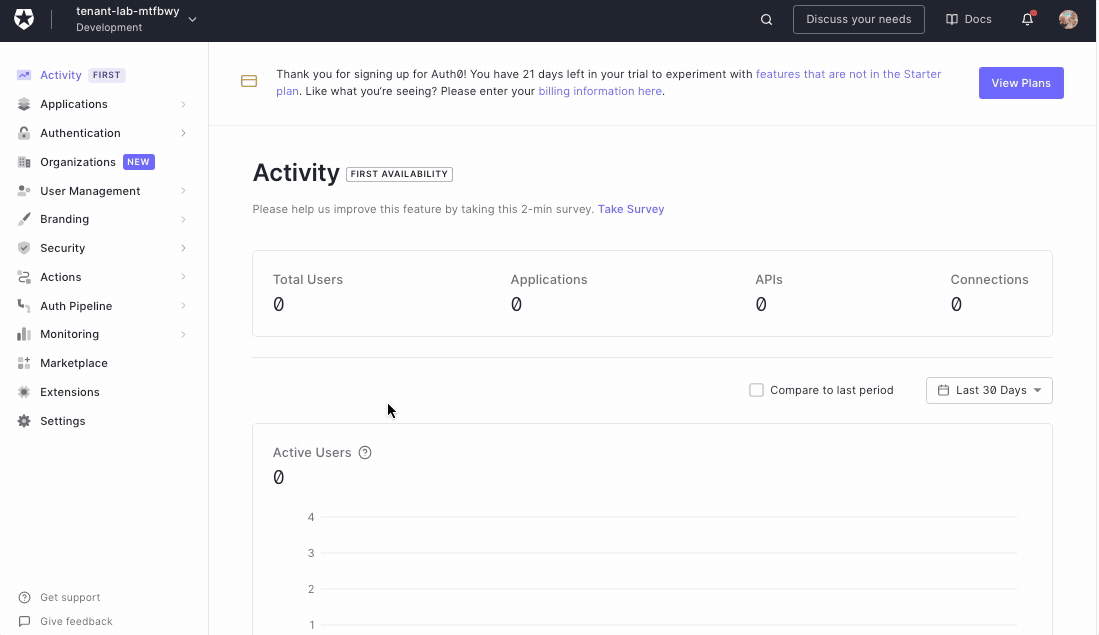 tenant-lab-mtfbwy
Development
Discuss your needs
Docs
Activity FIRST
Applications
Authentication
Organizations NEW
User Management
Branding
Security
Actions
Auth Pipeline
Monitoring
Marketplace
Extensions
Settings
Get support
Give feedback
Thank you for signing up for Auth0! You have 21 days left in your trial to experiment with features that are not in the Starter
plan. Like what you're seeing? Please enter your billing information here.
View Plans
Activity FIRST AVAILABILITY
Please help us improve this feature by taking this 2-min survey. Take Survey
Total Users Applications APIs Connections
0 0 0 0
Compare to last period Last 30 Days
Active Users
0
4
3
2
1